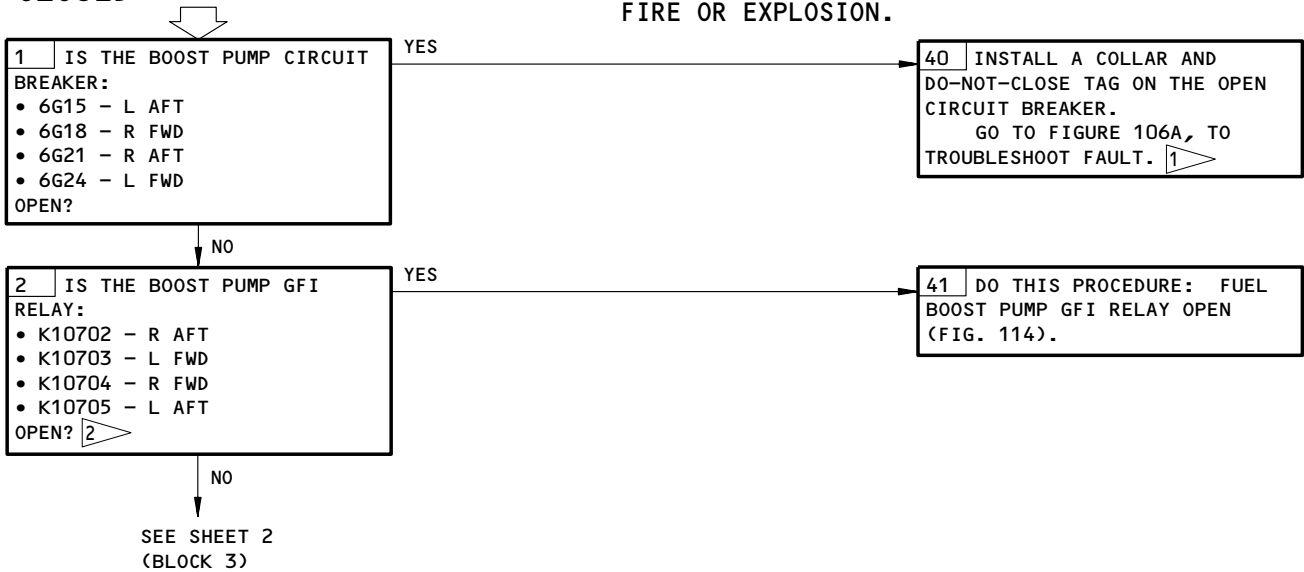 FIRE OR EXPLOSION.
1 IS THE BOOST PUMP CIRCUIT
BREAKER:
• 6G15 – L AFT
• 6G18 – R FWD
• 6G21 – R AFT
• 6G24 – L FWD
OPEN?
YES
40 INSTALL A COLLAR AND
DO-NOT-CLOSE TAG ON THE OPEN
CIRCUIT BREAKER.
GO TO FIGURE 106A, TO
TROUBLESHOOT FAULT. 1
NO
2 IS THE BOOST PUMP GFI
RELAY:
• K10702 – R AFT
• K10703 – L FWD
• K10704 – R FWD
• K10705 – L AFT
OPEN? 2
YES
41 DO THIS PROCEDURE: FUEL
BOOST PUMP GFI RELAY OPEN
(FIG. 114).
NO
SEE SHEET 2
(BLOCK 3)